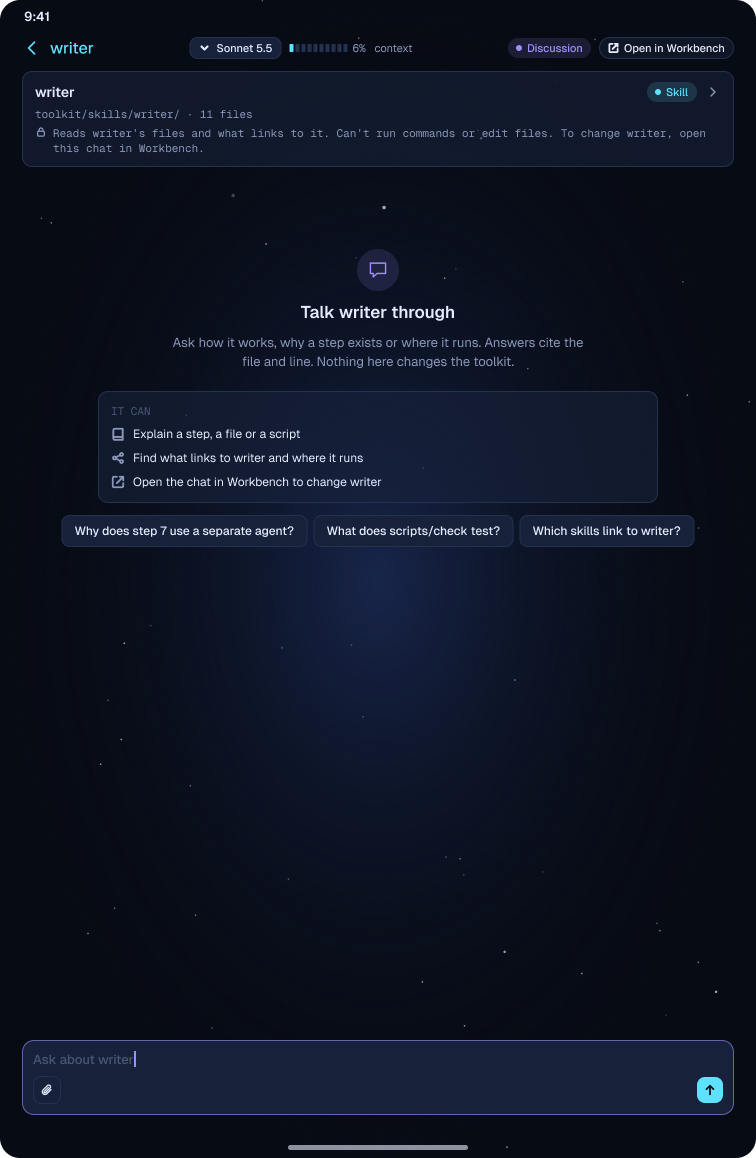 9:41
writer
Sonnet 5.5
6% context
Discussion
Open in Workbench
writer
Skill
toolkit/skills/writer/ · 11 files
Reads writer's files and what links to it. Can't run commands or edit files. To change writer, open
this chat in Workbench.
Talk writer through
Ask how it works, why a step exists or where it runs. Answers cite the
file and line. Nothing here changes the toolkit.
IT CAN
Explain a step, a file or a script
Find what links to writer and where it runs
Open the chat in Workbench to change writer
Why does step 7 use a separate agent?
What does scripts/check test?
Which skills link to writer?
Ask about writer